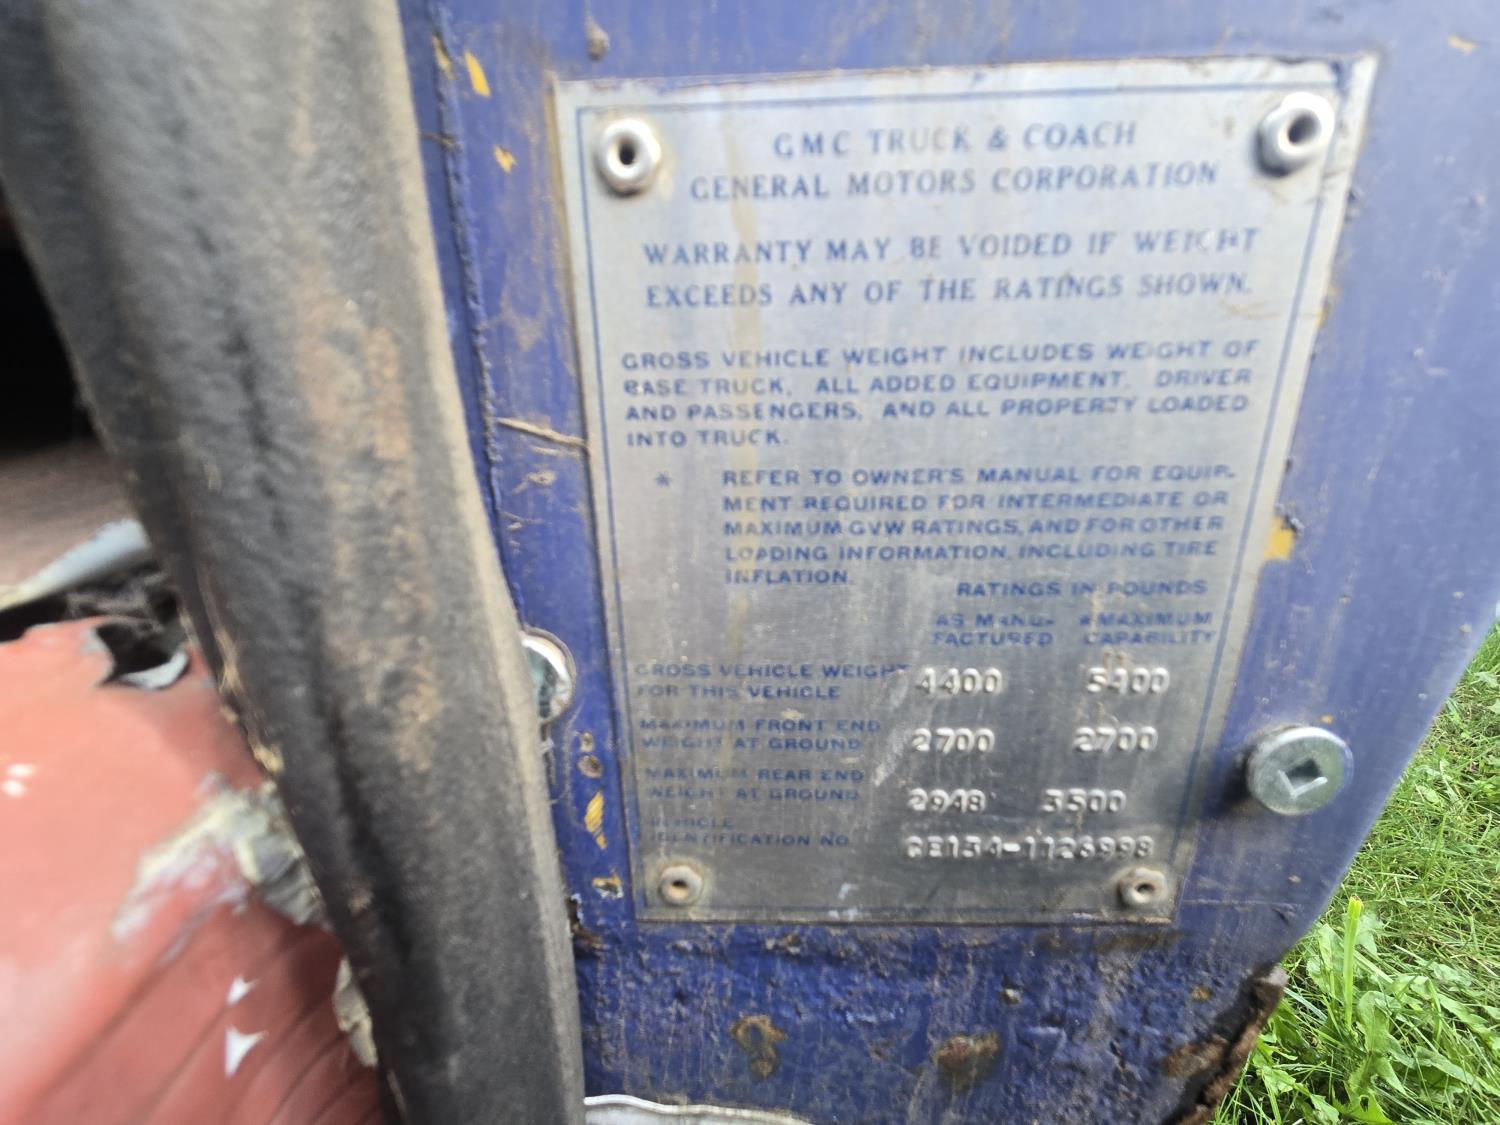 GMC TRUCK & COACH
GENERAL MOTORS CORPORATION
WARRANTY MAY BE VOIDED IF WEIGHT
EXCEEDS ANY OF THE RATINGS SHOWN.
GROSS VEHICLE WEIGHT INCLUDES WEIGHT OF
BASE TRUCK, ALL ADDED EQUIPMENT, DRIVER
AND PASSENGERS, AND ALL PROPERTY LOADED
INTO TRUCK.
* REFER TO OWNER'S MANUAL FOR EQUIP-
MENT REQUIRED FOR INTERMEDIATE OR
MAXIMUM GVW RATINGS, AND FOR OTHER
LOADING INFORMATION, INCLUDING TIRE
INFLATION.
RATINGS IN POUNDS
AS MANU- *MAXIMUM
FACTURED CAPABILITY
GROSS VEHICLE WEIGHT 4400 5400
FOR THIS VEHICLE
MAXIMUM FRONT END
WEIGHT AT GROUND 2700 2700
MAXIMUM REAR END
WEIGHT AT GROUND 2948 3500
VEHICLE
IDENTIFICATION NO.